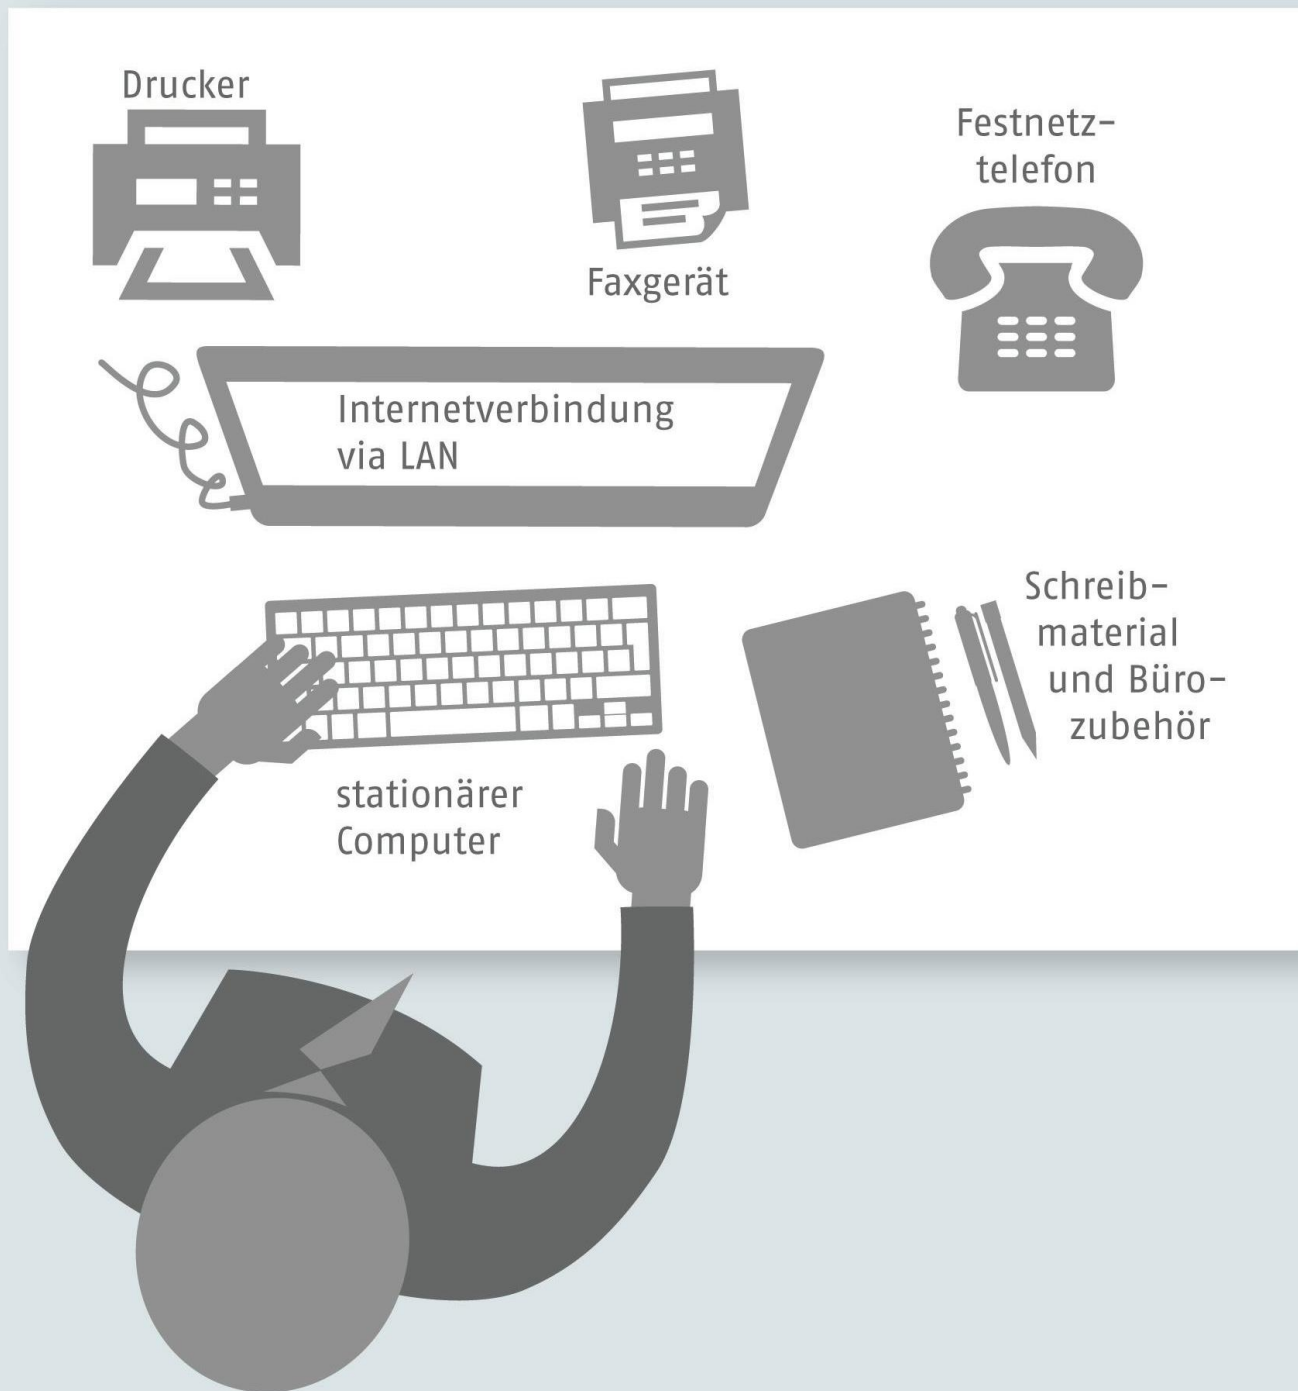 Drucker
Faxgerät
Festnetz-
telefon
Internetverbindung
via LAN
Schreib-
material
und Büro-
zubehör
stationärer
Computer